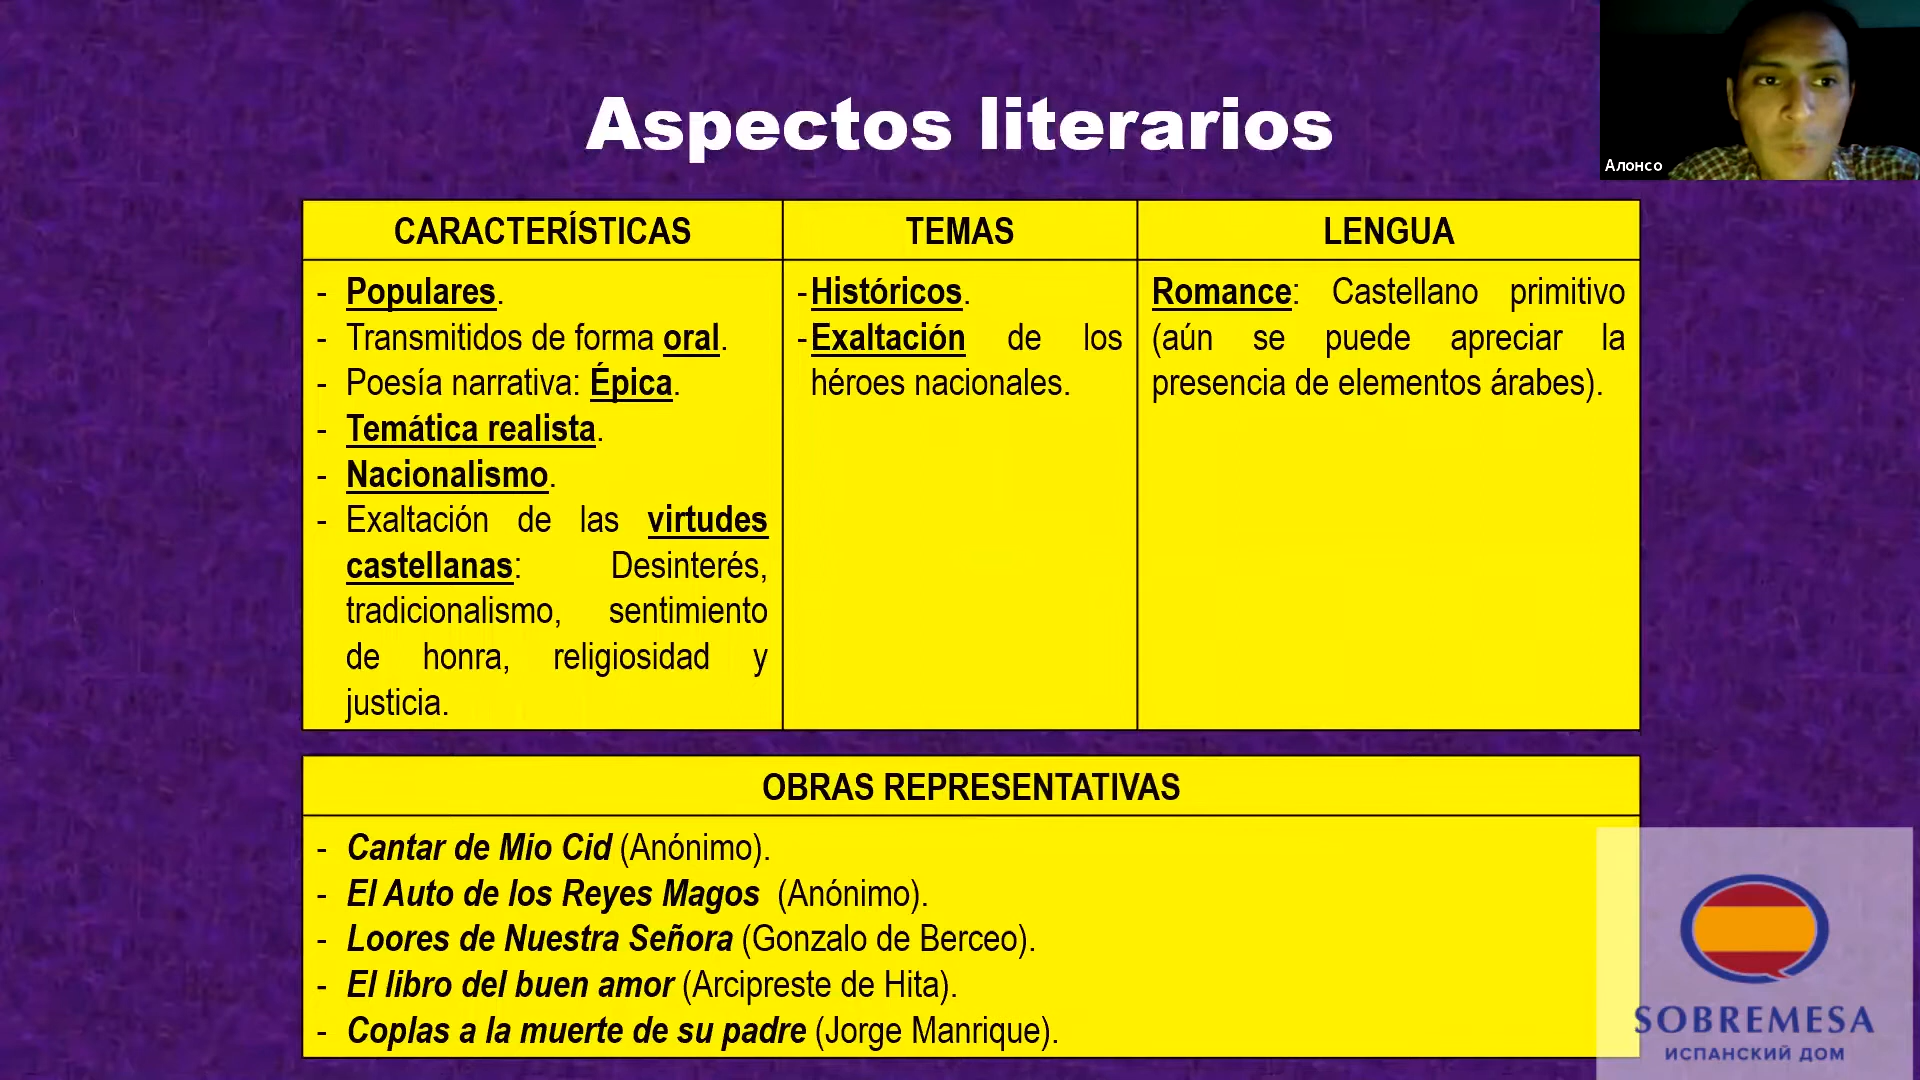 Aspectos literarios
Алонсо
CARACTERÍSTICAS
- Populares.
- Transmitidos de forma oral.
- Poesía narrativa: Épica.
- Temática realista.
- Nacionalismo.
- Exaltación de las virtudes
castellanas: Desinterés,
tradicionalismo, sentimiento
de honra, religiosidad y
justicia.
TEMAS
-Históricos.
-Exaltación de los
héroes nacionales.
LENGUA
Romance: Castellano primitivo
(aún se puede apreciar la
presencia de elementos árabes).
OBRAS REPRESENTATIVAS
- Cantar de Mio Cid (Anónimo).
- El Auto de los Reyes Magos (Anónimo).
- Loores de Nuestra Señora (Gonzalo de Berceo).
- El libro del buen amor (Arcipreste de Hita).
- Coplas a la muerte de su padre (Jorge Manrique).
SOBREMESA
ИСПАНСКИЙ ДОМ